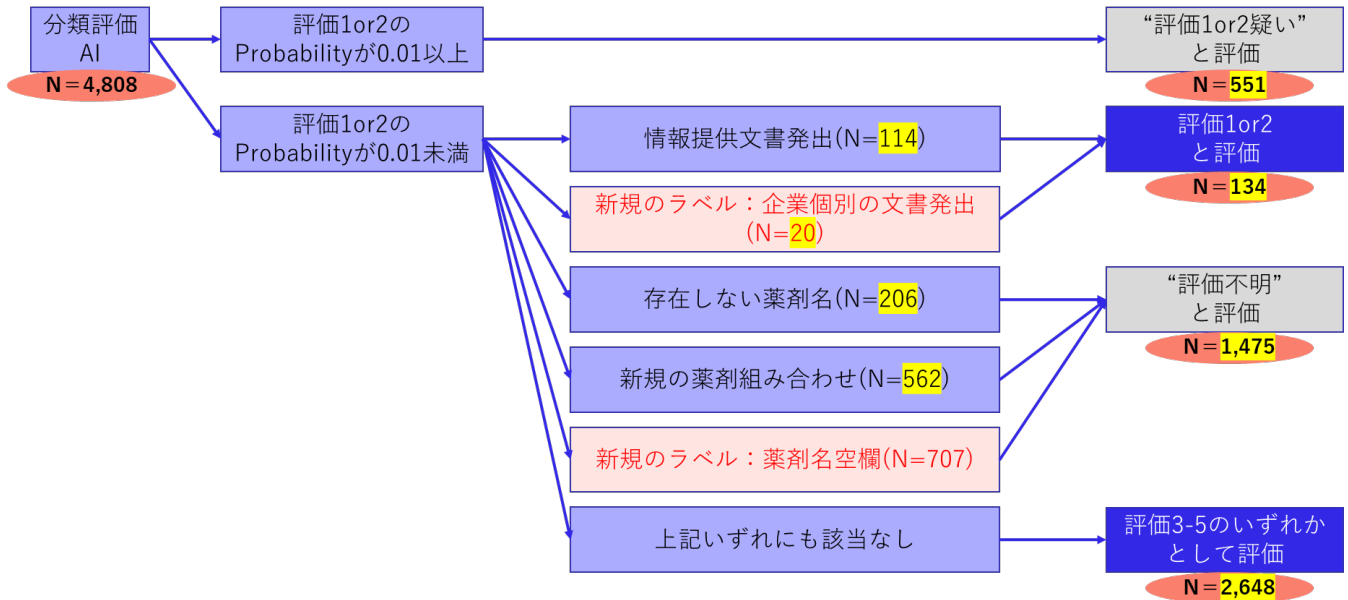 分類評価
AI
N＝4,808
評価1or2の
Probabilityが0.01以上
“評価1or2疑い”
と評価
N＝551
評価1or2の
Probabilityが0.01未満
情報提供文書発出(N=114)
評価1or2
と評価
N＝134
新規のラベル：企業個別の文書発出
(N=20)
存在しない薬剤名(N=206)
“評価不明”
と評価
N＝1,475
新規の薬剤組み合わせ(N=562)
新規のラベル：薬剤名空欄(N=707)
上記いずれにも該当なし
評価3-5のいずれか
として評価
N＝2,648